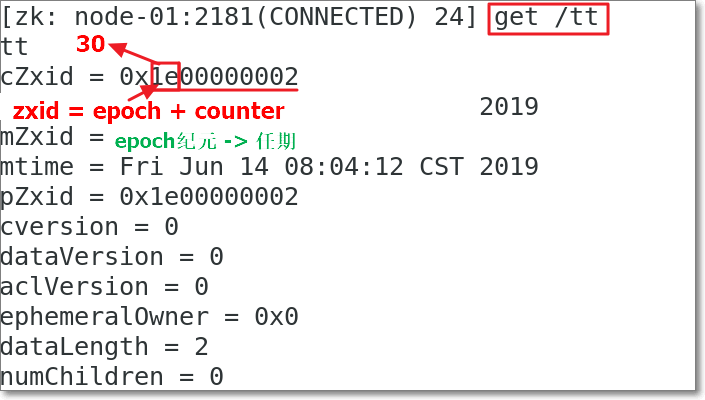 [zk: node-01:2181(CONNECTED) 24] get /tt
tt
30
cZxid = 0x1e00000002
zxid = epoch + counter
2019
mZxid =
epoch纪元 -> 任期
mtime = Fri Jun 14 08:04:12 CST 2019
pZxid = 0x1e00000002
cversion = 0
dataVersion = 0
aclVersion = 0
ephemeralOwner = 0x0
dataLength = 2
numChildren = 0